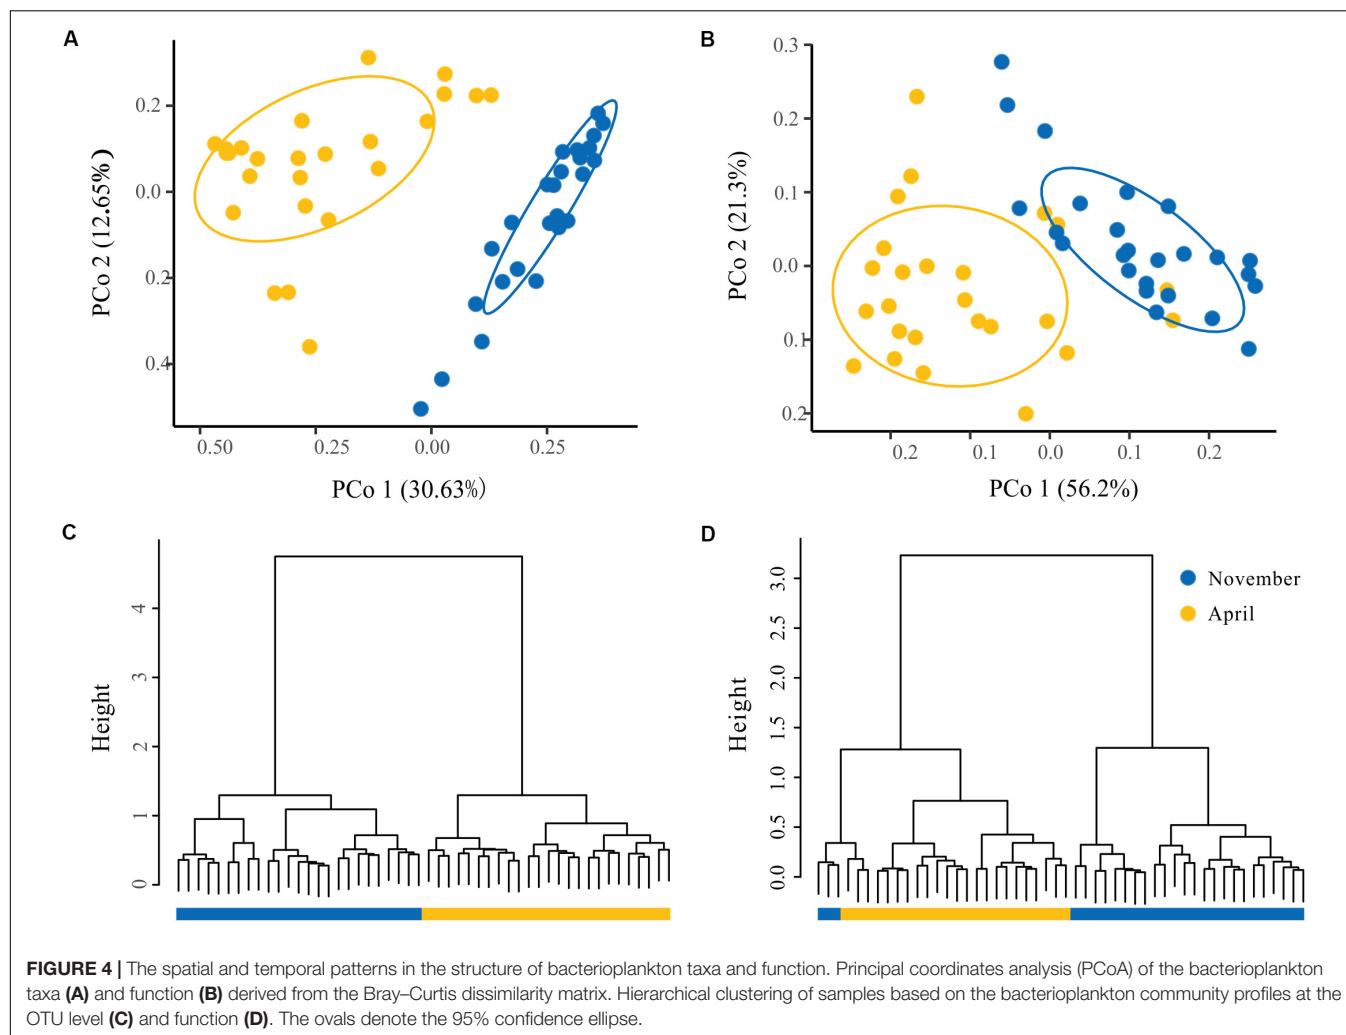 A
0.2
0.0
0.2
0.4
PCo 2 (12.65%)
0.50
0.25
0.00
0.25
PCo 1 (30.63%)
B
0.3
0.2
0.1
0.0
0.1
0.2
PCo 2 (21.3%)
0.2
0.1
0.0
0.1
0.2
PCo 1 (56.2%)
C
4
3
2
1
0
Height
D
3.0
2.5
2.0
1.5
1.0
0.5
0.0
Height
November
April
FIGURE 4 | The spatial and temporal patterns in the structure of bacterioplankton taxa and function. Principal coordinates analysis (PCoA) of the bacterioplankton
taxa (A) and function (B) derived from the Bray–Curtis dissimilarity matrix. Hierarchical clustering of samples based on the bacterioplankton community profiles at the
OTU level (C) and function (D). The ovals denote the 95% confidence ellipse.